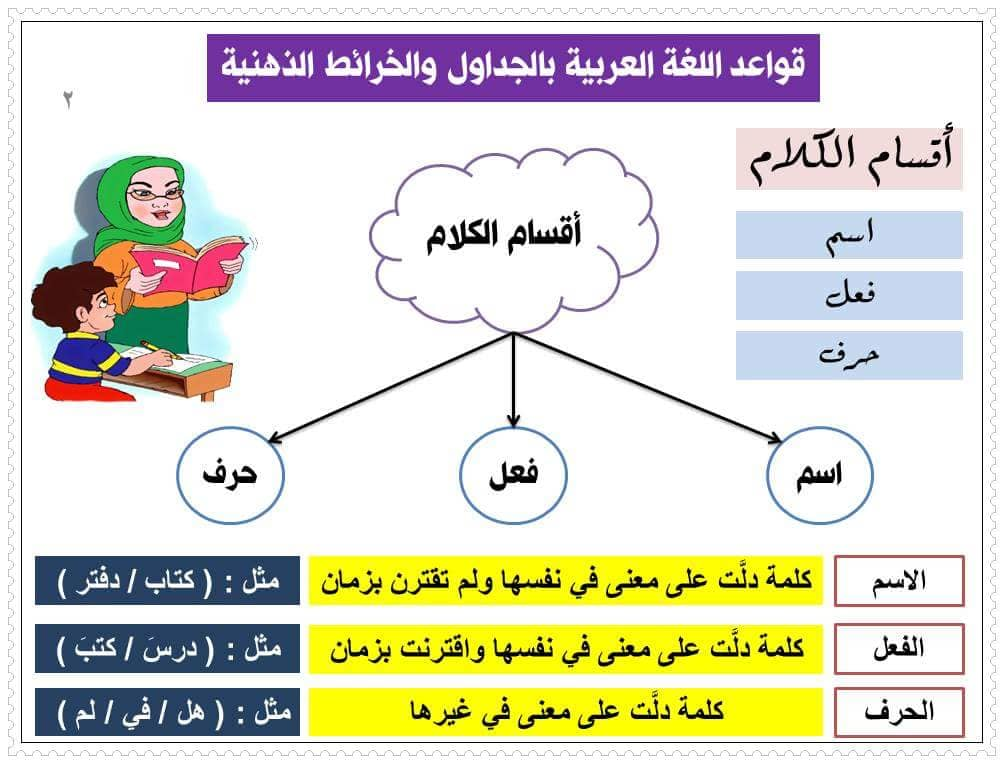 قواعد اللغة العربية بالجداول والخرائط الذهنية
٢
أقسام الكلام
اسم
فعل
حرف
أقسام الكلام
اسم
فعل
حرف
الاسم كلمة دلَّت على معنى في نفسها ولم تقترن بزمان مثل : ( كتاب / دفتر )
الفعل كلمة دلَّت على معنى في نفسها واقترنت بزمان مثل : ( درسَ / كتبَ )
الحرف كلمة دلَّت على معنى في غيرها مثل : ( هل / في / لم )